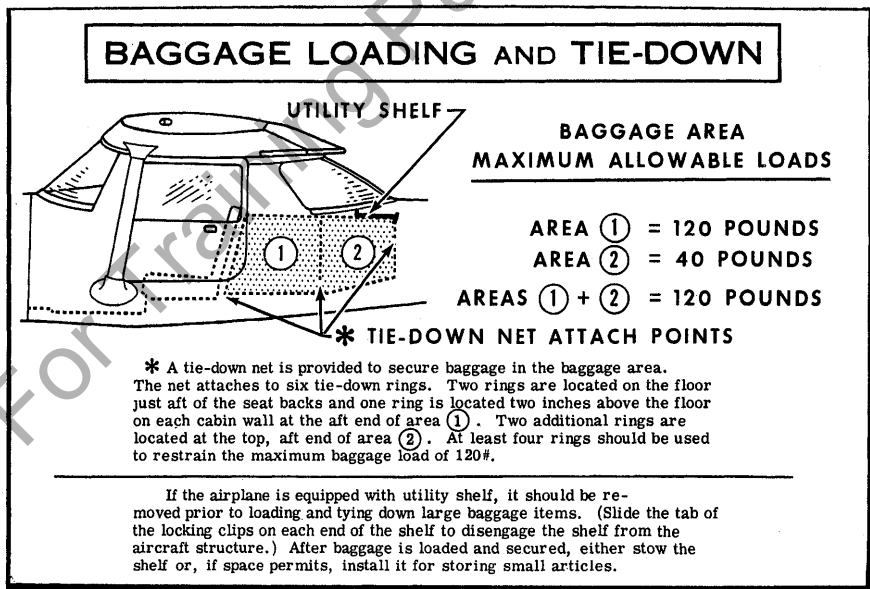 For Training Pu
BAGGAGE LOADING AND TIE-DOWN
UTILITY SHELF
BAGGAGE AREA
MAXIMUM ALLOWABLE LOADS
① ②
AREA ① = 120 POUNDS
AREA ② = 40 POUNDS
AREAS ① + ② = 120 POUNDS
* TIE-DOWN NET ATTACH POINTS
* A tie-down net is provided to secure baggage in the baggage area.
The net attaches to six tie-down rings. Two rings are located on the floor
just aft of the seat backs and one ring is located two inches above the floor
on each cabin wall at the aft end of area ①. Two additional rings are
located at the top, aft end of area ②. At least four rings should be used
to restrain the maximum baggage load of 120#.
If the airplane is equipped with utility shelf, it should be re-
moved prior to loading and tying down large baggage items. (Slide the tab of
the locking clips on each end of the shelf to disengage the shelf from the
aircraft structure.) After baggage is loaded and secured, either stow the
shelf or, if space permits, install it for storing small articles.